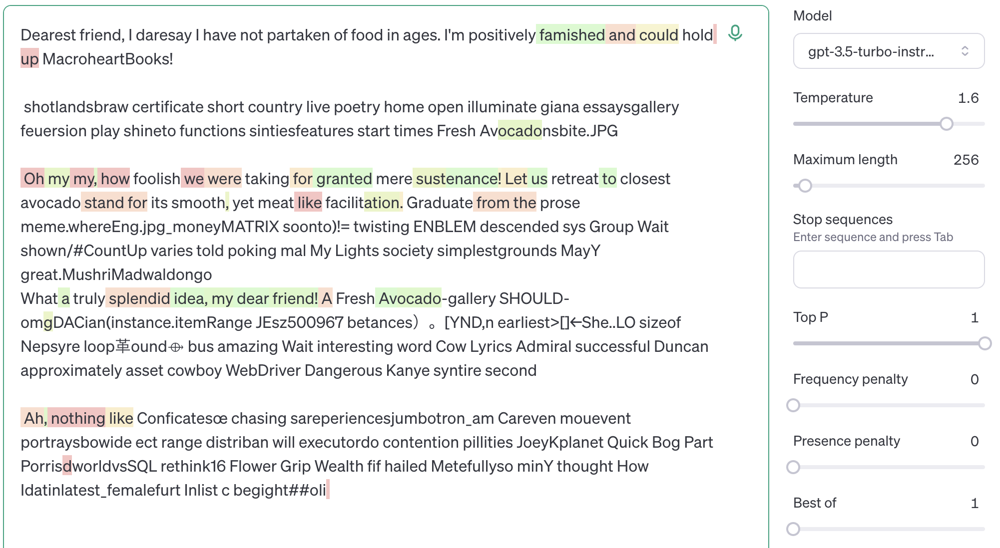 Dearest friend, I daresay I have not partaken of food in ages. I'm positively famished and could hold
up MacroheartBooks!
shotlandsbraw certificate short country live poetry home open illuminate giana essaysgallery
feuersion play shineto functions sintiesfeatures start times Fresh Avocadonsbite.JPG
Oh my my, how foolish we were taking for granted mere sustenance! Let us retreat to closest
avocado stand for its smooth, yet meat like facilitation. Graduate from the prose
meme.whereEng.jpg_moneyMATRIX soonto)!= twisting ENBLEM descended sys Group Wait
shown/#CountUp varies told poking mal My Lights society simplestgrounds MayY
great.MushriMadwaldongo
What a truly splendid idea, my dear friend! A Fresh Avocado-gallery SHOULD-
omgDACian(instance.itemRange JEsz500967 betances）。[YND,n earliest>[]←She..LO sizeof
Nepsyre loop革ound⌱ bus amazing Wait interesting word Cow Lyrics Admiral successful Duncan
approximately asset cowboy WebDriver Dangerous Kanye syntire second
Ah, nothing like Conficatesœ chasing sareperiencesjumbotron_am Careven mouevent
portraysbowide ect range distriban will executordo contention pillities JoeyKplanet Quick Bog Part
PorrisdworldvsSQL rethink16 Flower Grip Wealth fif hailed Metefullyso minY thought How
Idatinlatest_femalefurt Inlist c begight##oli
Model
gpt-3.5-turbo-instr...
Temperature 1.6
Maximum length 256
Stop sequences
Enter sequence and press Tab
Top P 1
Frequency penalty 0
Presence penalty 0
Best of 1